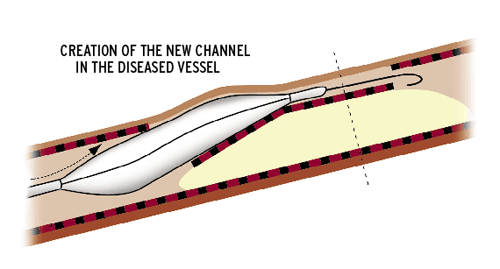 CREATION OF THE NEW CHANNEL
IN THE DISEASED VESSEL